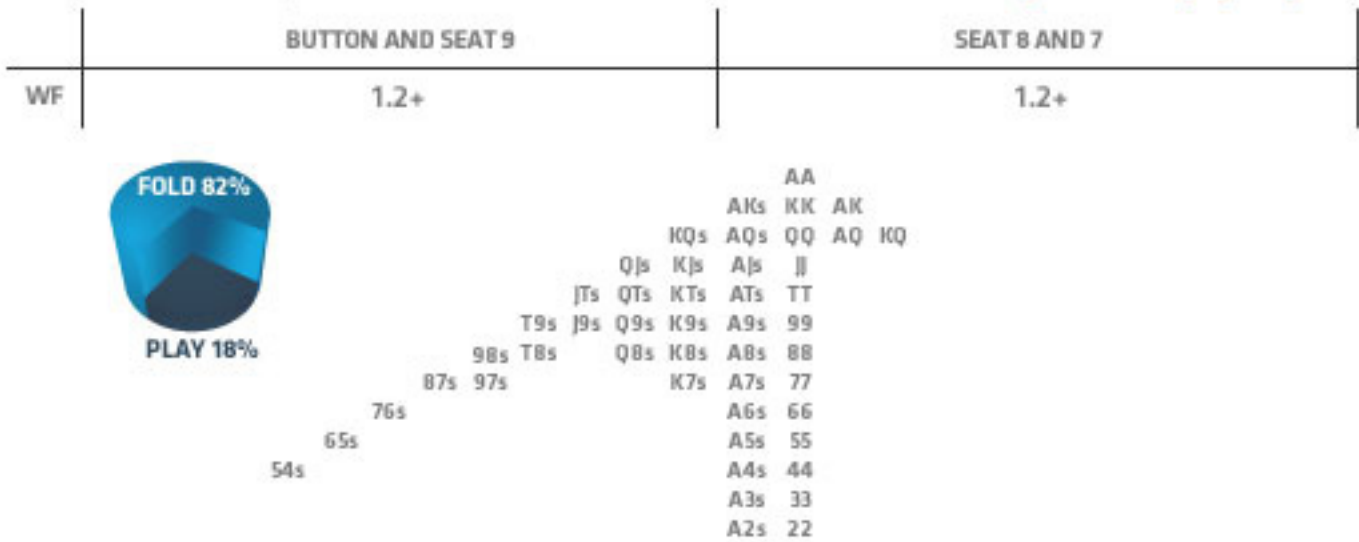 BUTTON AND SEAT 9 SEAT 8 AND 7
WF 1.2+ 1.2+
FOLD 82%
PLAY 18%
AA
AKs KK AK
KQs AQs QQ AQ KQ
QJs KJs AJs JJ
JTs QTs KTs ATs TT
T9s J9s Q9s K9s A9s 99
98s T8s Q8s K8s A8s 88
87s 97s K7s A7s 77
76s A6s 66
65s A5s 55
54s A4s 44
A3s 33
A2s 22